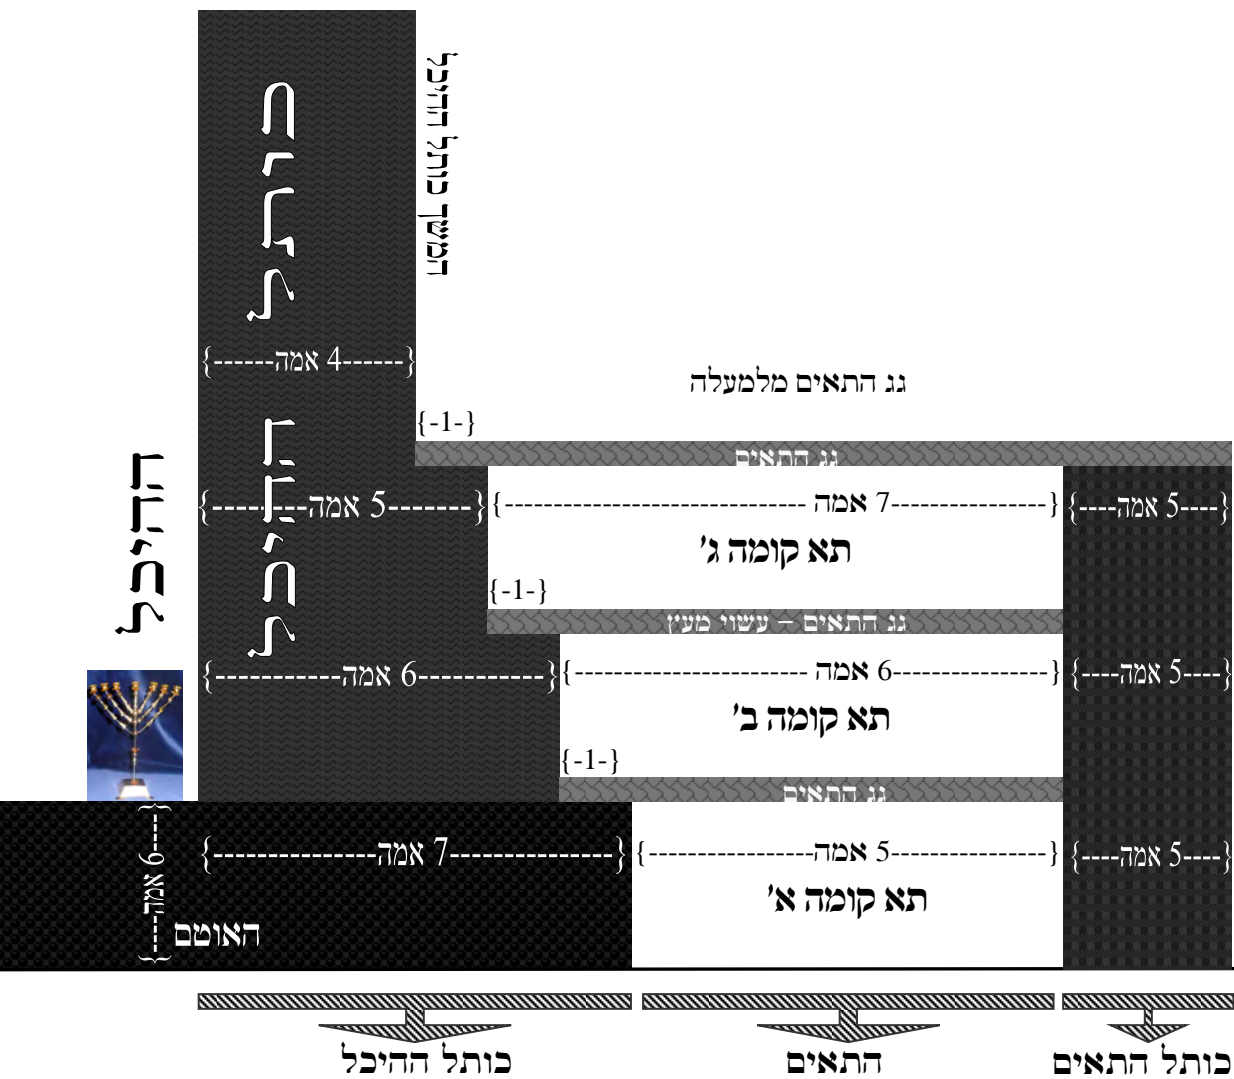 כותל ההיכל
המשך כותל ההיכל
{------4 אמה------}
גג התאים מלמעלה
{-1-}
גג התאים
ההיכל
{-------5 אמה-------}
{----------------7 אמה -------------------------------}
{----5 אמה----}
תא קומה ג'
{-1-}
גג התאים – עשוי מעץ
{-----------6 אמה-----------}
{----------------6 אמה ------------------------}
{----5 אמה----}
תא קומה ב'
{-1-}
גג התאים
{----6 אמה----}
האוטם
{--------------7 אמה--------------}
{----------------5 אמה----------------}
{----5 אמה----}
תא קומה א'
כותל ההיכל
התאים
כותל התאים